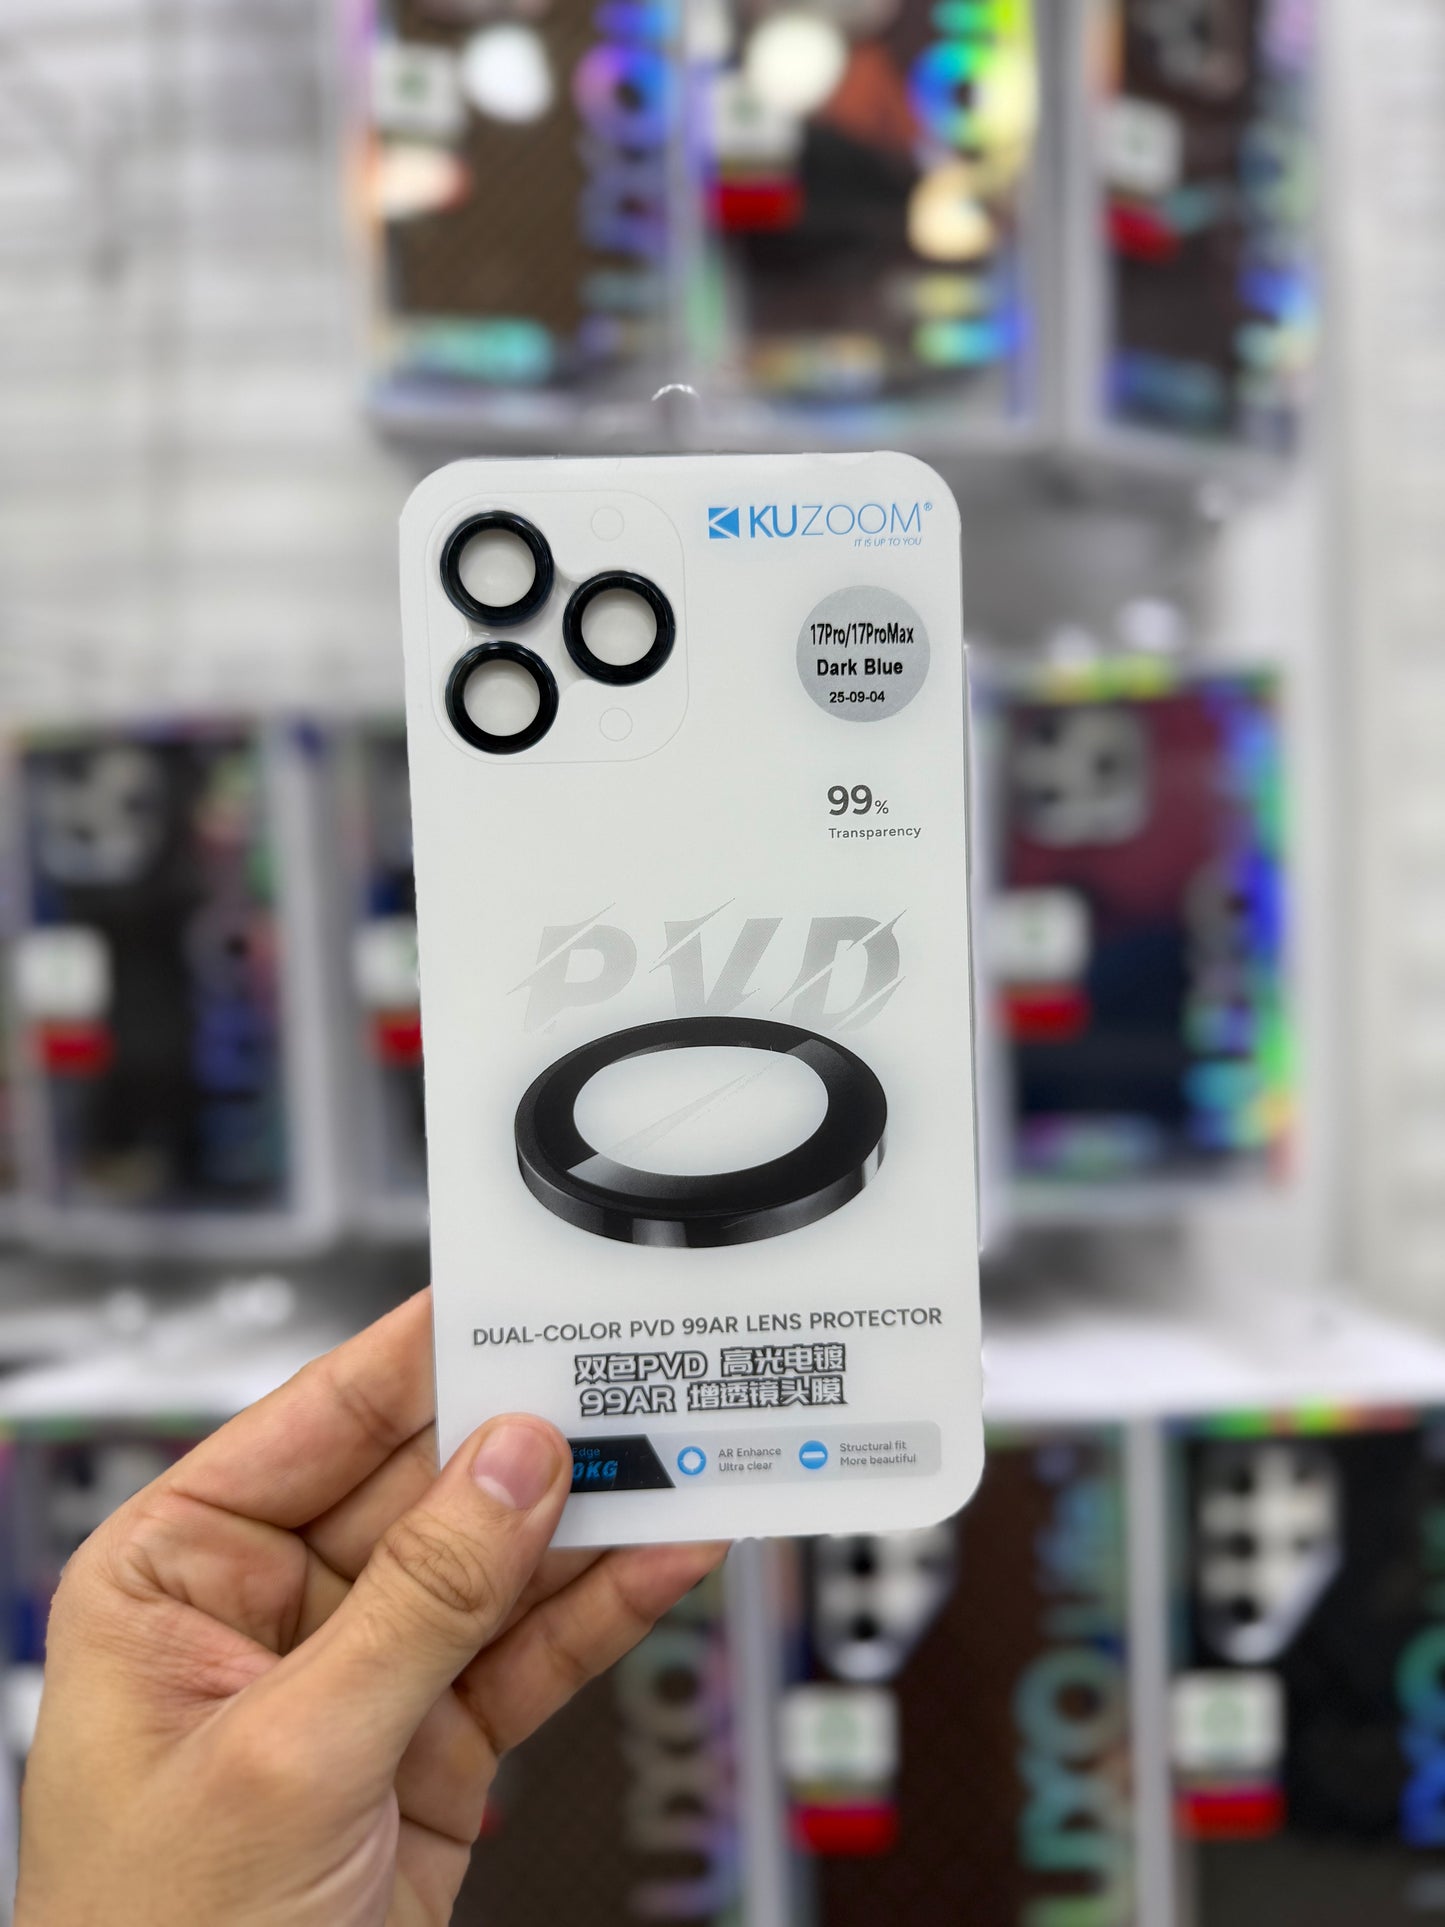 KUZOOM®
IT IS UP TO YOU
17Pro/17ProMax
Dark Blue
25-09-04
99%
Transparency
PVD
DUAL-COLOR PVD 99AR LENS PROTECTOR
双色PVD 高光电镀
99AR 增透镜头膜
Edge
0KG
AR Enhance
Ultra clear
Structural fit
More beautiful